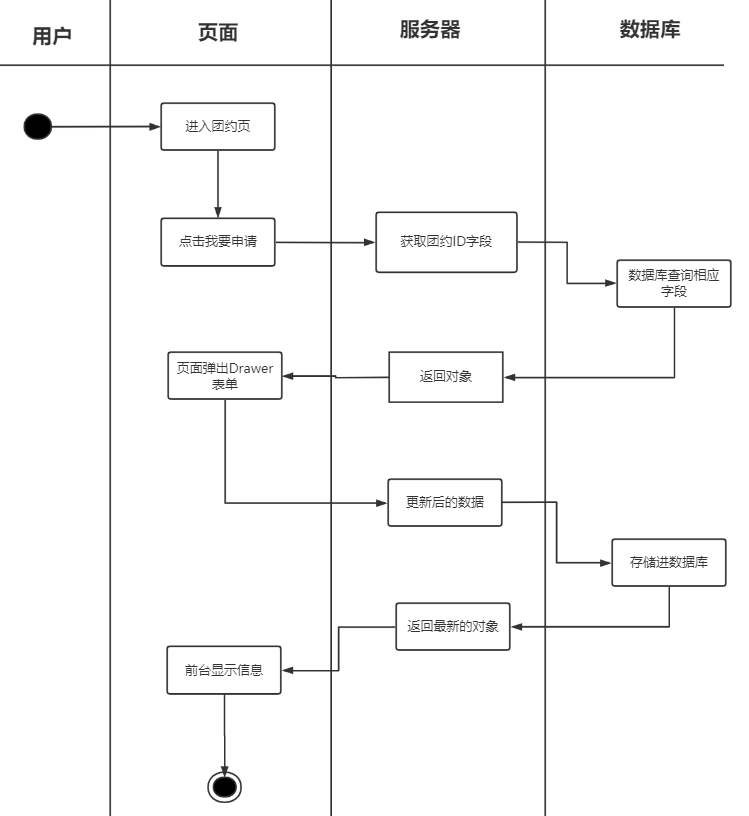 用户
页面
服务器
数据库
进入团约页
点击我要申请
获取团约ID字段
数据库查询相应
字段
页面弹出Drawer
表单
返回对象
更新后的数据
存储进数据库
返回最新的对象
前台显示信息